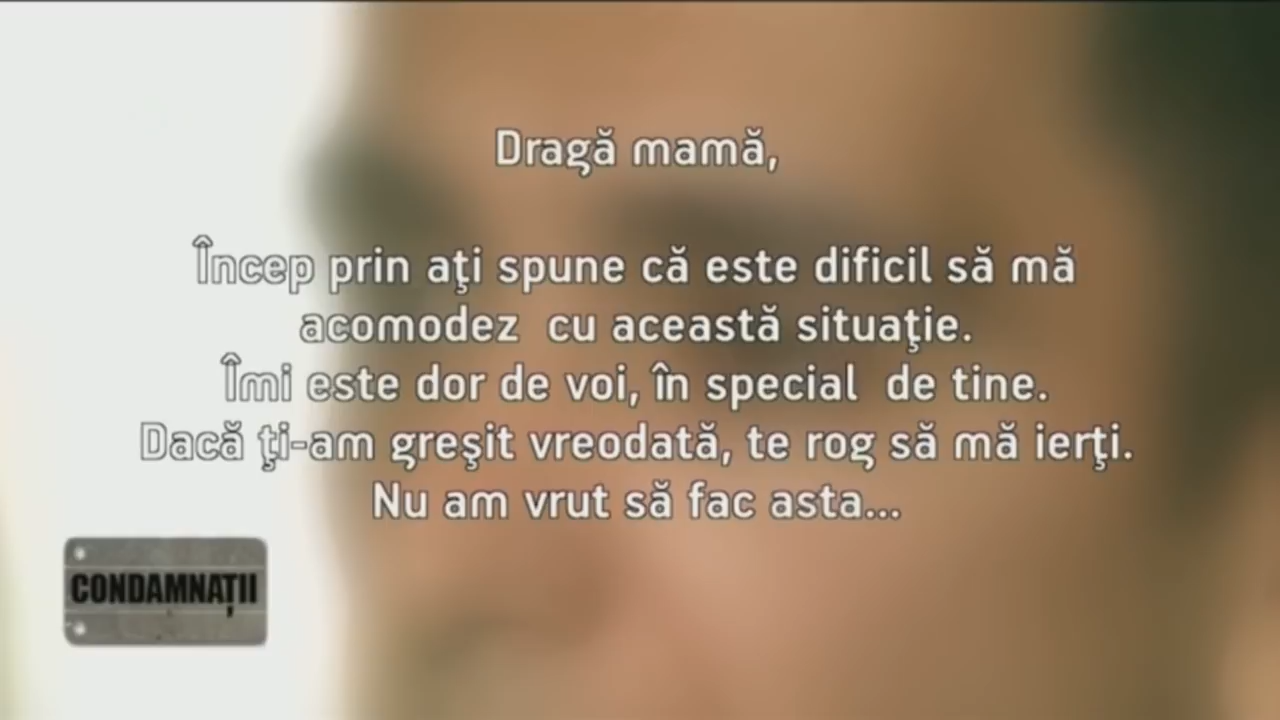 Dragă mamă,
Încep prin aţi spune că este dificil să mă
acomodez cu această situaţie.
Îmi este dor de voi, în special de tine.
Dacă ţi-am greşit vreodată, te rog să mă ierţi.
Nu am vrut să fac asta...
CONDAMNAȚII